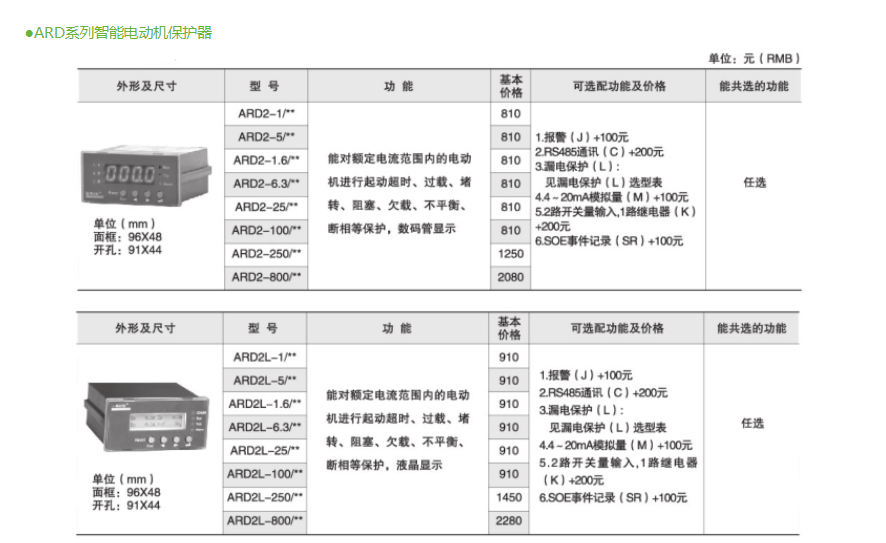 ●ARD系列智能电动机保护器
单位：元（RMB）
外形及尺寸 型 号 功 能 基本价格 可选配功能及价格 能共选的功能
ARD2-1/** 810
ARD2-5/** 810
ARD2-1.6/** 810
ARD2-6.3/** 810
ARD2-25/** 810
ARD2-100/** 810
ARD2-250/** 1250
ARD2-800/** 2080
单位（mm）
面框：96X48
开孔：91X44
能对额定电流范围内的电动
机进行起动超时、过载、堵
转、阻塞、欠载、不平衡、
断相等保护，数码管显示
1.报警（J）+100元
2.RS485通讯（C）+200元
3.漏电保护（L）：
见漏电保护（L）选型表
4.4～20mA模拟量（M）+100元
5.2路开关量输入,1路继电器（K）
+200元
6.SOE事件记录（SR）+100元
任选
外形及尺寸 型 号 功 能 基本价格 可选配功能及价格 能共选的功能
ARD2L-1/** 910
ARD2L-5/** 910
ARD2L-1.6/** 910
ARD2L-6.3/** 910
ARD2L-25/** 910
ARD2L-100/** 910
ARD2L-250/** 1450
ARD2L-800/** 2280
单位（mm）
面框：96X48
开孔：91X44
能对额定电流范围内的电动
机进行起动超时、过载、堵
转、阻塞、欠载、不平衡、
断相等保护，液晶显示
1.报警（J）+100元
2.RS485通讯（C）+200元
3.漏电保护（L）：
见漏电保护（L）选型表
4.4～20mA模拟量（M）+100元
5.2路开关量输入,1路继电器
（K）+200元
6.SOE事件记录（SR）+100元
任选